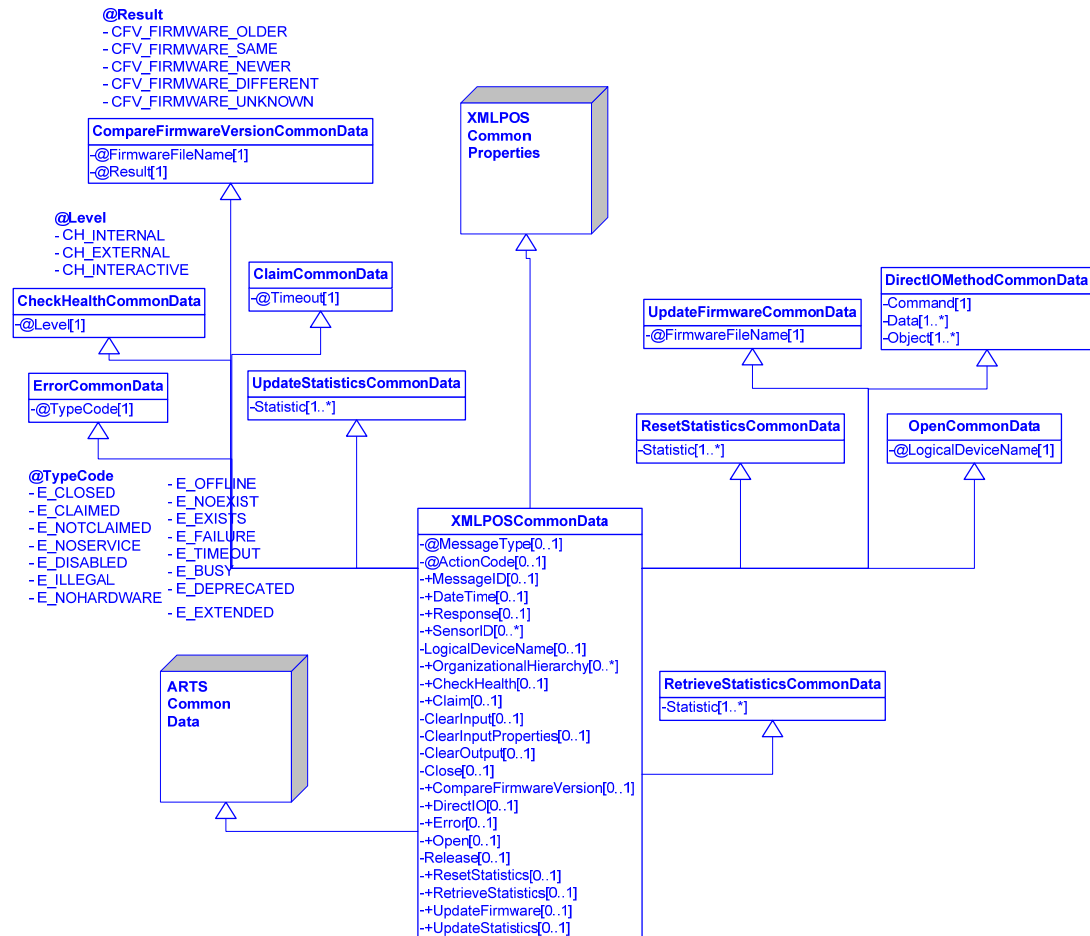 @Result
- CFV_FIRMWARE_OLDER
- CFV_FIRMWARE_SAME
- CFV_FIRMWARE_NEWER
- CFV_FIRMWARE_DIFFERENT
- CFV_FIRMWARE_UNKNOWN
CompareFirmwareVersionCommonData
-@FirmwareFileName[1]
-@Result[1]
XMLPOS
Common
Properties
@Level
- CH_INTERNAL
- CH_EXTERNAL
- CH_INTERACTIVE
ClaimCommonData
-@Timeout[1]
CheckHealthCommonData
-@Level[1]
UpdateFirmwareCommonData
-@FirmwareFileName[1]
DirectIOMethodCommonData
-Command[1]
-Data[1..*]
-Object[1..*]
ErrorCommonData
-@TypeCode[1]
UpdateStatisticsCommonData
-Statistic[1..*]
ResetStatisticsCommonData
-Statistic[1..*]
OpenCommonData
-@LogicalDeviceName[1]
@TypeCode
- E_CLOSED
- E_CLAIMED
- E_NOTCLAIMED
- E_NOSERVICE
- E_DISABLED
- E_ILLEGAL
- E_NOHARDWARE
- E_OFFLINE
- E_NOEXIST
- E_EXISTS
- E_FAILURE
- E_TIMEOUT
- E_BUSY
- E_DEPRECATED
- E_EXTENDED
XMLPOSCommonData
-@MessageType[0..1]
-@ActionCode[0..1]
-+MessageID[0..1]
-+DateTime[0..1]
-+Response[0..1]
-+SensorID[0..*]
-LogicalDeviceName[0..1]
-+OrganizationalHierarchy[0..*]
-+CheckHealth[0..1]
-+Claim[0..1]
-ClearInput[0..1]
-ClearInputProperties[0..1]
-ClearOutput[0..1]
-Close[0..1]
-+CompareFirmwareVersion[0..1]
-+DirectIO[0..1]
-+Error[0..1]
-+Open[0..1]
-Release[0..1]
-+ResetStatistics[0..1]
-+RetrieveStatistics[0..1]
-+UpdateFirmware[0..1]
-+UpdateStatistics[0..1]
ARTS
Common
Data
RetrieveStatisticsCommonData
-Statistic[1..*]